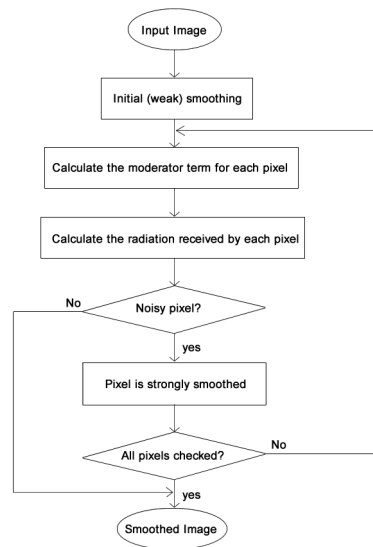 Input Image
Initial (weak) smoothing
Calculate the moderator term for each pixel
Calculate the radiation received by each pixel
No
Noisy pixel?
yes
Pixel is strongly smoothed
All pixels checked?
No
yes
Smoothed Image